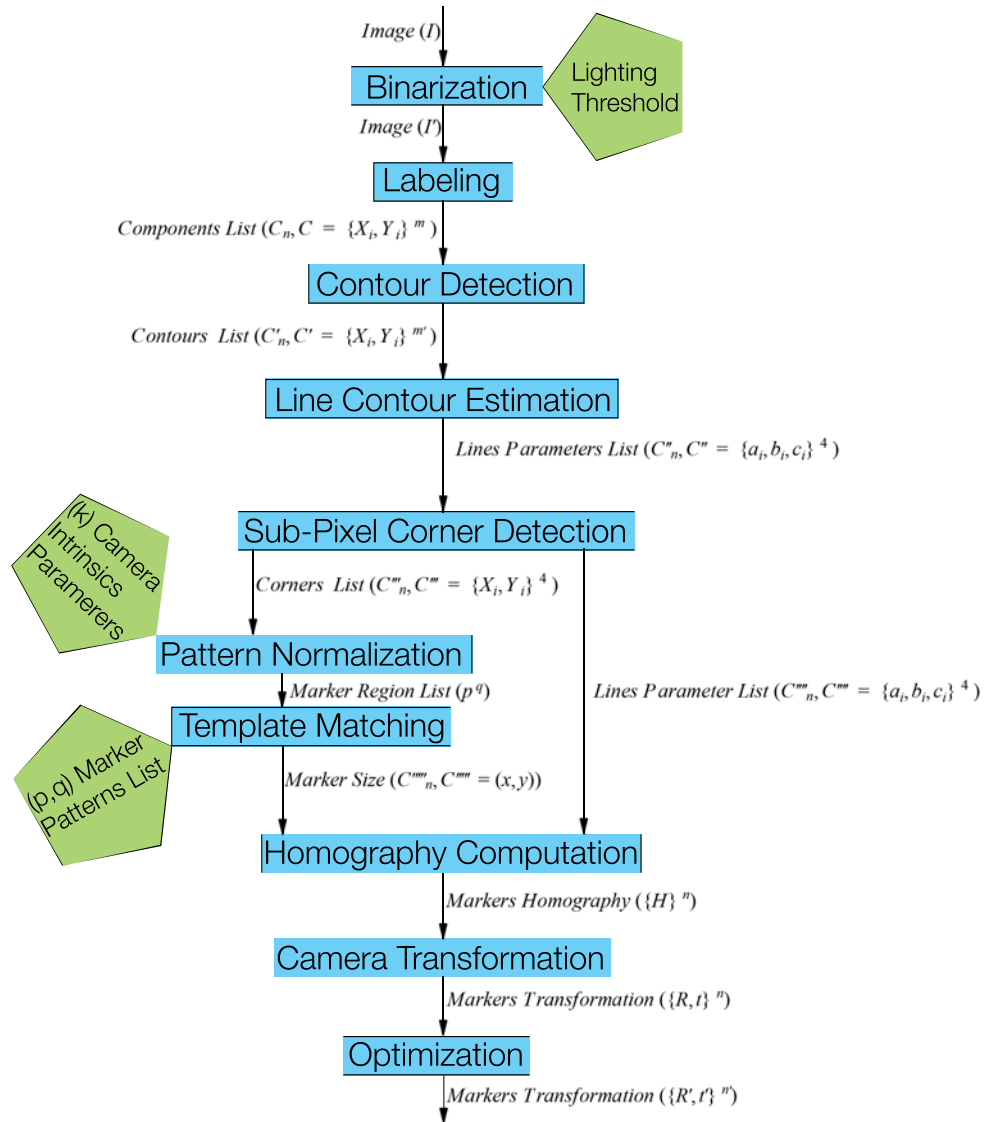 Image (I)
Binarization
Lighting
Threshold
Image (I')
Labeling
Components List (Cₙ, C = {Xᵢ, Yᵢ} ᵐ )
Contour Detection
Contours List (C'ₙ, C' = {Xᵢ, Yᵢ} ᵐ')
Line Contour Estimation
Lines Parameters List (C''ₙ, C'' = {aᵢ, bᵢ, cᵢ} ⁴ )
Sub-Pixel Corner Detection
(k) Camera
Intrinsics
Paramerers
Corners List (C'''ₙ, C''' = {Xᵢ, Yᵢ} ⁴ )
Pattern Normalization
Marker Region List (p^q)
Lines Parameter List (C''''ₙ, C'''' = {aᵢ, bᵢ, cᵢ} ⁴ )
Template Matching
(p,q) Marker
Patterns List
Marker Size (C'''''ₙ, C''''' = (x, y))
Homography Computation
Markers Homography ({H} ⁿ)
Camera Transformation
Markers Transformation ({R, t} ⁿ)
Optimization
Markers Transformation ({R', t'} ⁿ')